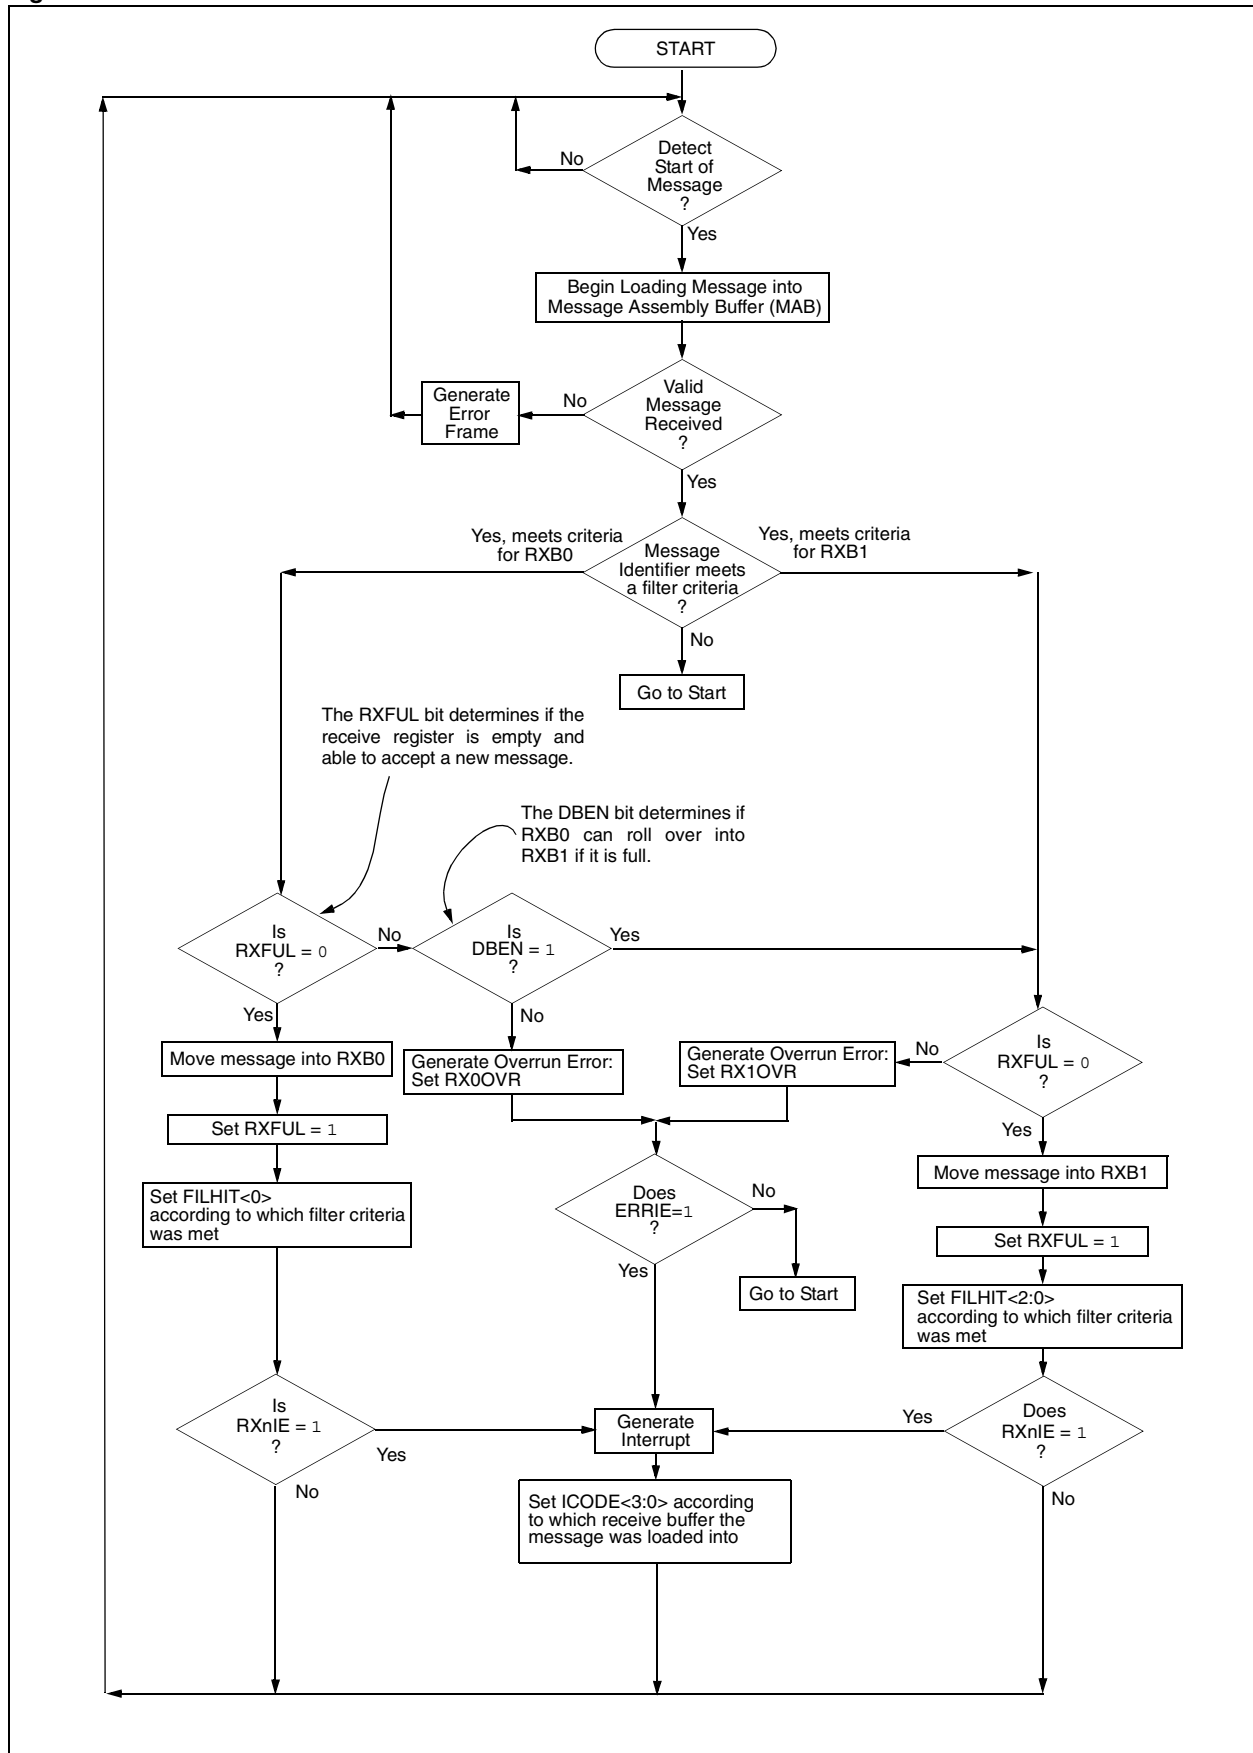 START
Detect
Start of
Message
?
No
Yes
Begin Loading Message into
Message Assembly Buffer (MAB)
Valid
Message
Received
?
No
Generate
Error
Frame
Yes
Yes, meets criteria
for RXB0
Message
Identifier meets
a filter criteria
?
Yes, meets criteria
for RXB1
No
Go to Start
The RXFUL bit determines if the
receive register is empty and
able to accept a new message.
The DBEN bit determines if
RXB0 can roll over into
RXB1 if it is full.
Is
RXFUL = 0
?
No
Is
DBEN = 1
?
Yes
Yes
No
Move message into RXB0
Generate Overrun Error:
Set RX0OVR
Generate Overrun Error:
Set RX1OVR
No
Is
RXFUL = 0
?
Set RXFUL = 1
Yes
Move message into RXB1
Set FILHIT<0>
according to which filter criteria
was met
Does
ERRIE=1
?
No
Yes
Go to Start
Set RXFUL = 1
Set FILHIT<2:0>
according to which filter criteria
was met
Is
RXnIE = 1
?
Yes
No
Generate
Interrupt
Yes
Does
RXnIE = 1
?
No
Set ICODE<3:0> according
to which receive buffer the
message was loaded into